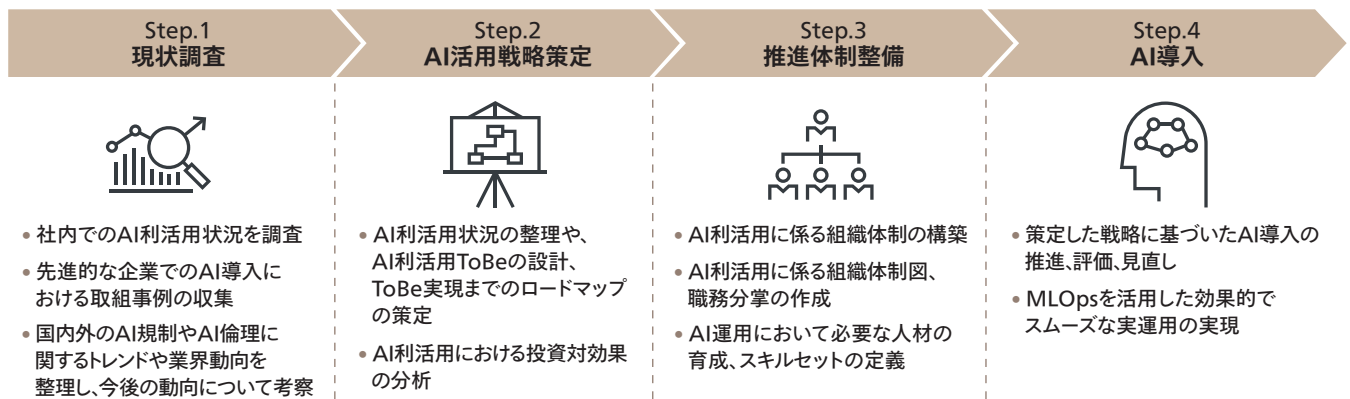 Step.1
現状調査
Step.2
AI活用戦略策定
Step.3
推進体制整備
Step.4
AI導入
• 社内でのAI利活用状況を調査
• 先進的な企業でのAI導入に
おける取組事例の収集
• 国内外のAI規制やAI倫理に
関するトレンドや業界動向を
整理し、今後の動向について考察
• AI利活用状況の整理や、
AI利活用ToBeの設計、
ToBe実現までのロードマップ
の策定
• AI利活用における投資対効果
の分析
• AI利活用に係る組織体制の構築
• AI利活用に係る組織体制図、
職務分掌の作成
• AI運用において必要な人材の
育成、スキルセットの定義
• 策定した戦略に基づいたAI導入の
推進、評価、見直し
• MLOpsを活用した効果的で
スムーズな実運用の実現